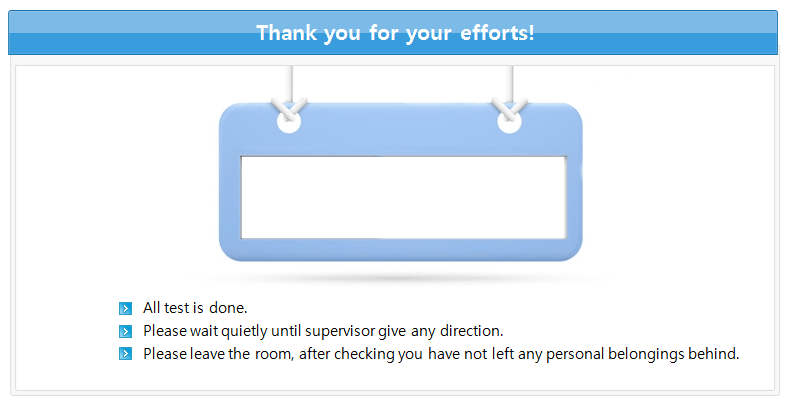 Thank you for your efforts!
All test is done.
Please wait quietly until supervisor give any direction.
Please leave the room, after checking you have not left any personal belongings behind.